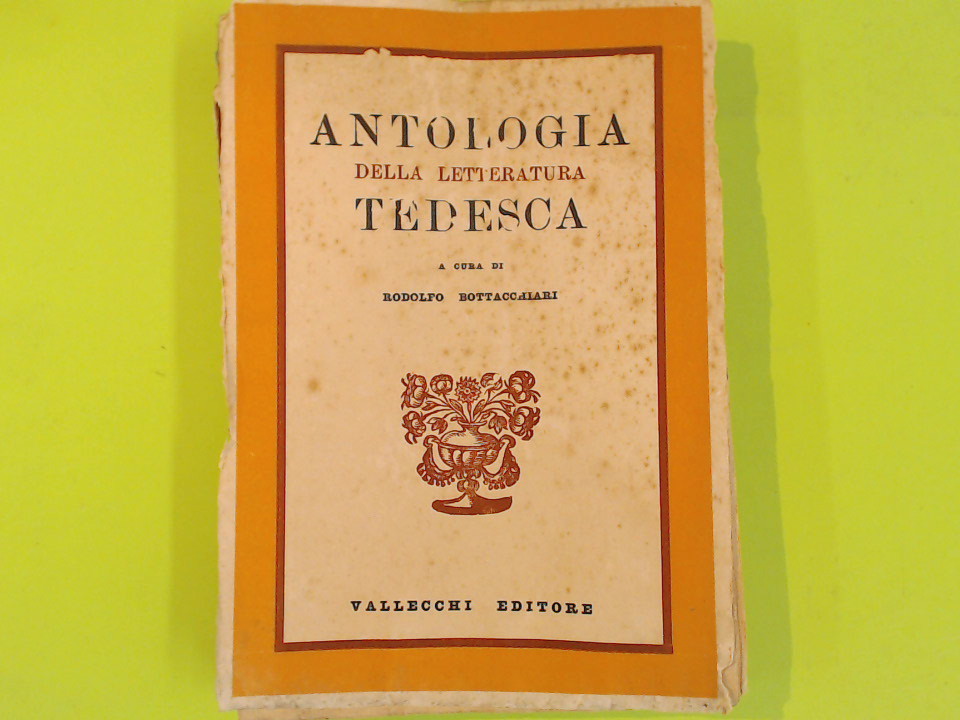 ANTOLOGIA
DELLA LETTERATURA
TEDESCA
A CURA DI
RODOLFO BOTTACCHIARI
VALLECCHI EDITORE